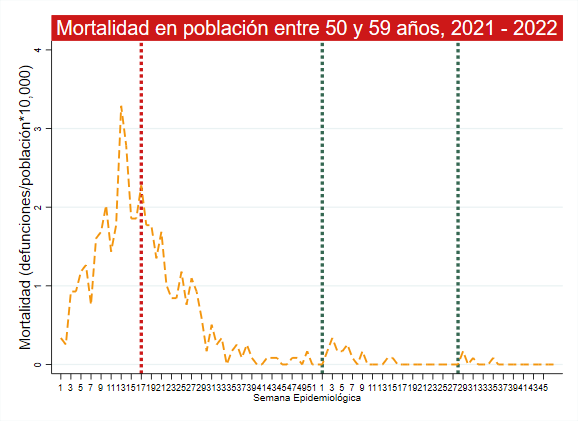 Mortalidad en población entre 50 y 59 años, 2021 - 2022
Mortalidad (defunciones/población*10,000)
4
3
2
1
0
1 3 5 7 9 11 13 15 17 19 21 23 25 27 29 31 33 35 37 39 41 43 45 47 49 51 1 3 5 7 9 11 13 15 17 19 21 23 25 27 29 31 33 35 37 39 41 43 45
Semana Epidemiológica